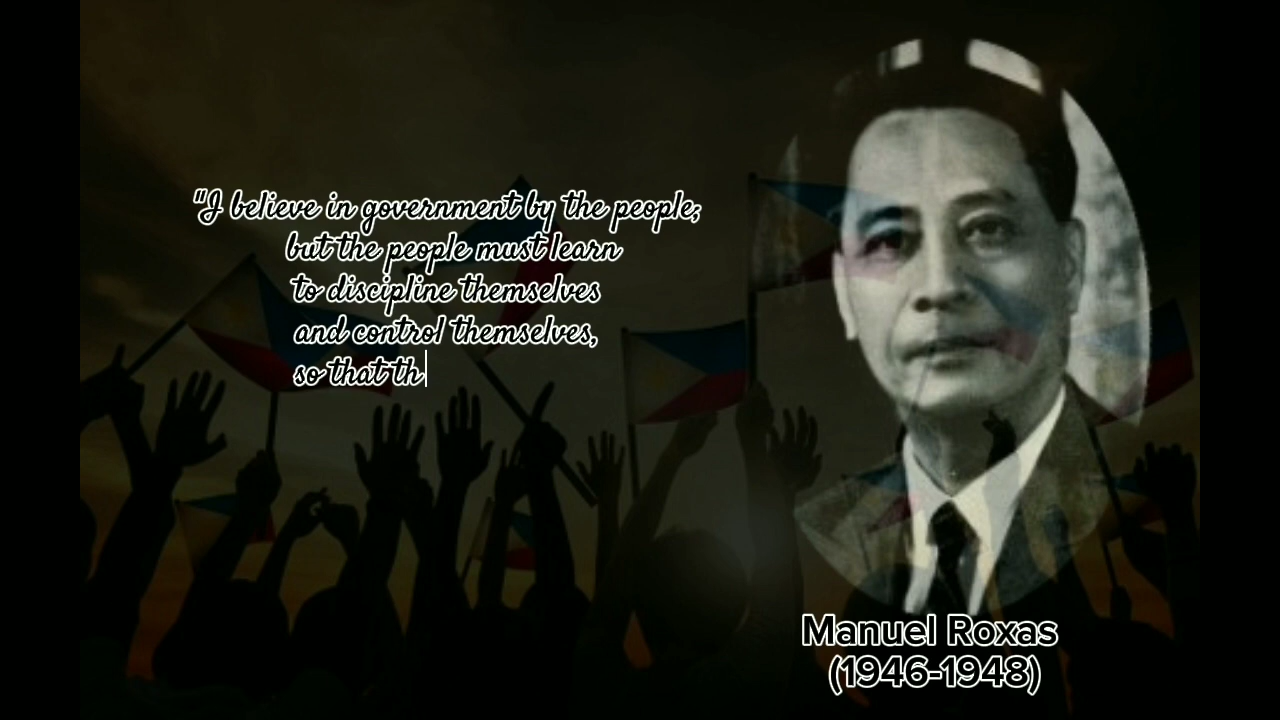 "I believe in government by the people;
but the people must learn
to discipline themselves
and control themselves,
so that th
Manuel Roxas
(1946-1948)